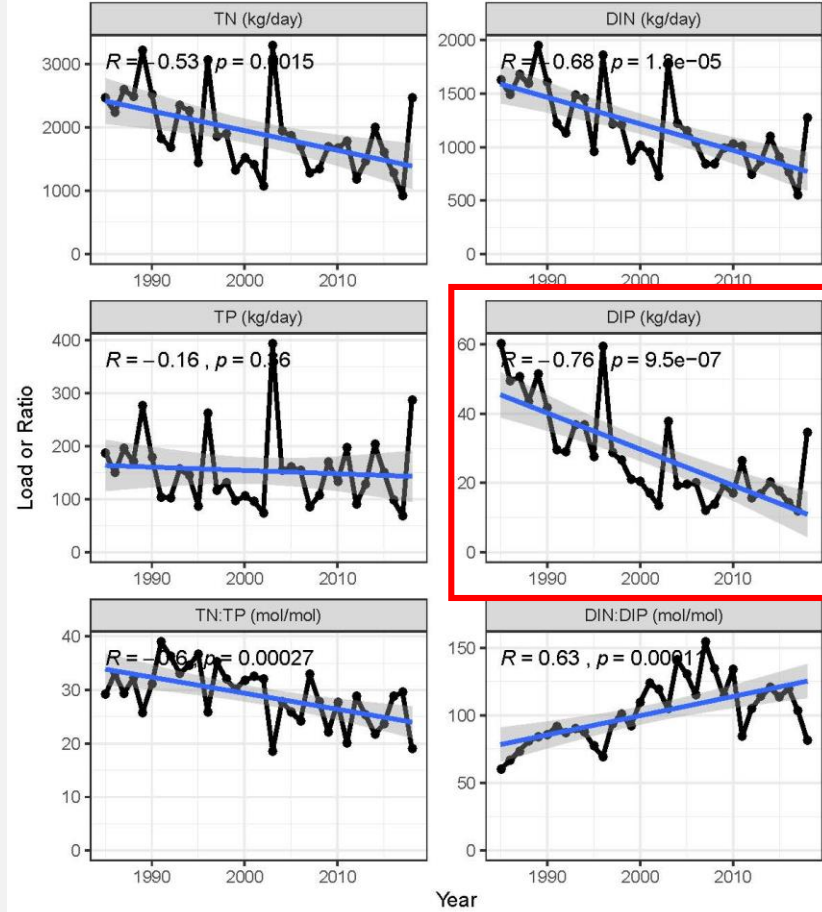 Load or Ratio
TN (kg/day)
R = −0.53 , p = 0.0015
3000
2000
1000
0
1990 2000 2010
DIN (kg/day)
R = −0.68 , p =
2000
1500
1000
500
0
1990 2000 2010
TP (kg/day)
R = −0.16 , p = 0.36
400
300
200
100
0
1990 2000 2010
DIP (kg/day)
R = −0.76 , p = 9.5e−07
60
40
20
0
1990 2000 2010
TN:TP (mol/mol)
R = −0.6 , p = 0.00027
40
30
20
10
0
1990 2000 2010
DIN:DIP (mol/mol)
R = 0.63 , p =
150
100
50
0
1990 2000 2010
Year